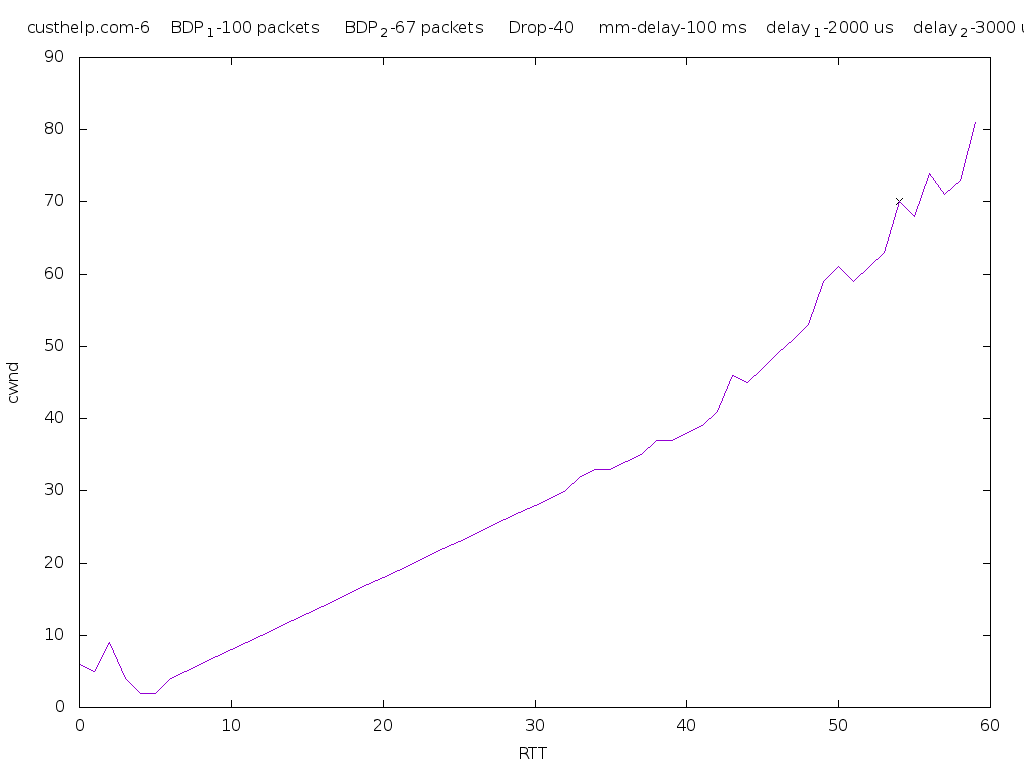 custhelp.com-6 BDP1-100 packets BDP2-67 packets Drop-40 mm-delay-100 ms delay1-2000 us delay2-3000 u
90
80
70
60
50
40
30
20
10
0
cwnd
0 10 20 30 40 50 60
RTT